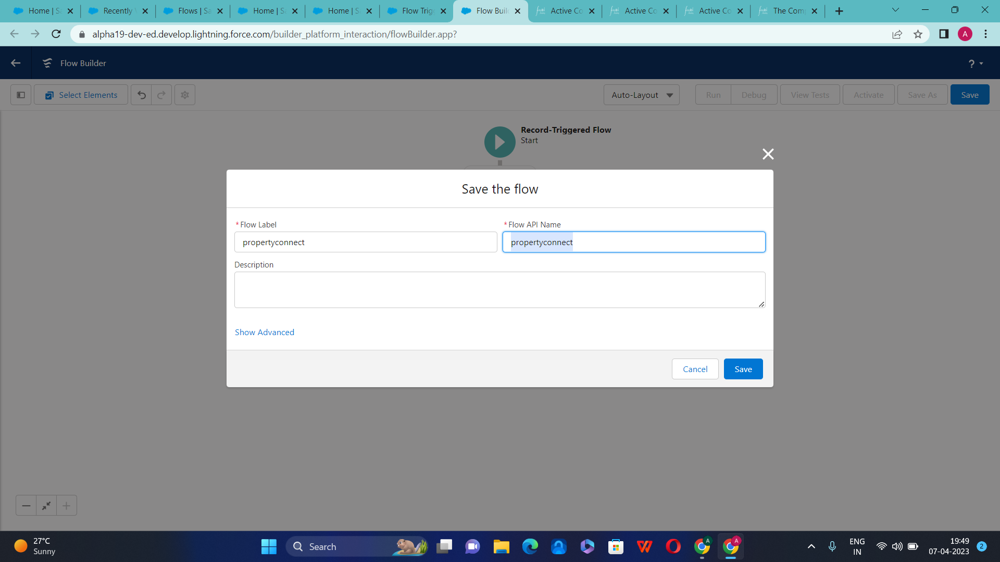 Home | S
Recently
Flows | Sa
Home | S
Home | S
Flow Trig
Flow Buil
Active Co
Active Co
Active Co
The Com
alpha19-dev-ed.develop.lightning.force.com/builder_platform_interaction/flowBuilder.app?
A
Flow Builder
?
Select Elements
Auto-Layout
Run
Debug
View Tests
Activate
Save As
Save
Record-Triggered Flow
Start
Save the flow
*Flow Label
*Flow API Name
propertyconnect
propertyconnect
Description
Show Advanced
Cancel
Save
27°C
Sunny
Search
A
A
ENG
IN
19:49
07-04-2023
2